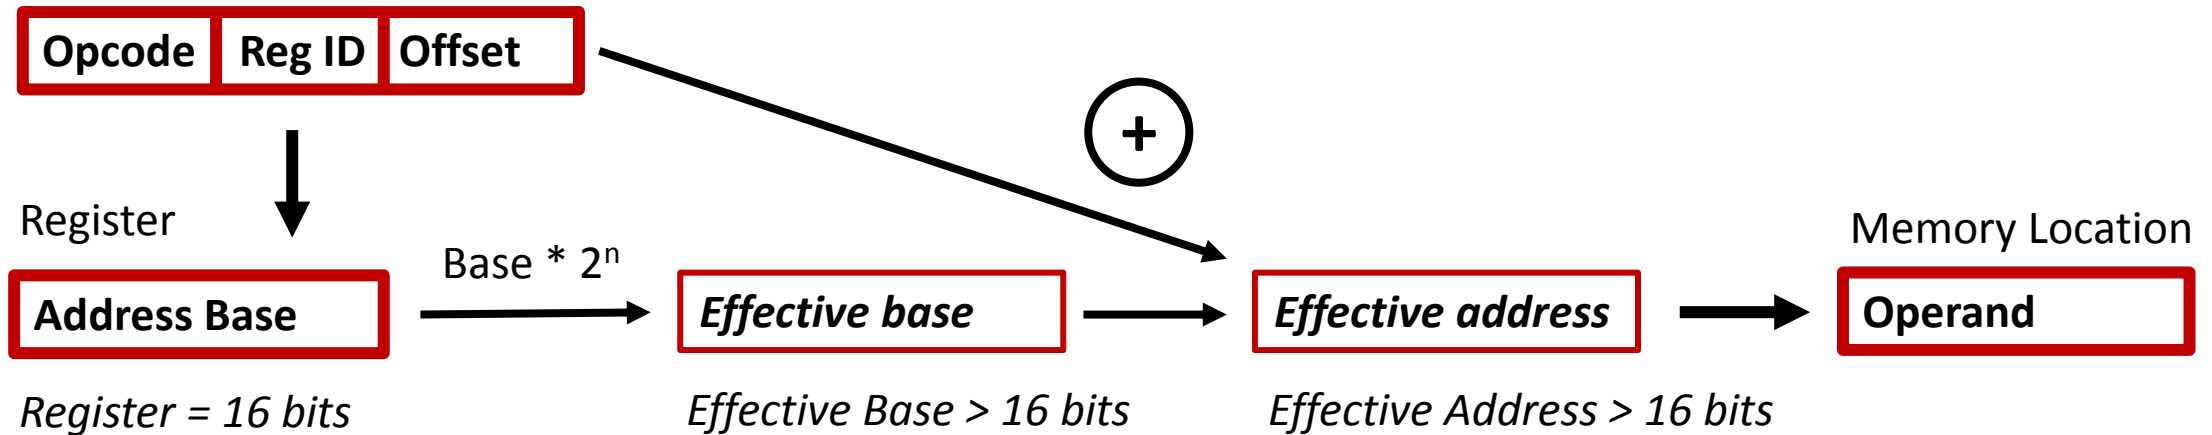 Opcode Reg ID Offset
+
Register
Base * 2ⁿ
Memory Location
Address Base
Effective base
Effective address
Operand
Register = 16 bits
Effective Base > 16 bits
Effective Address > 16 bits